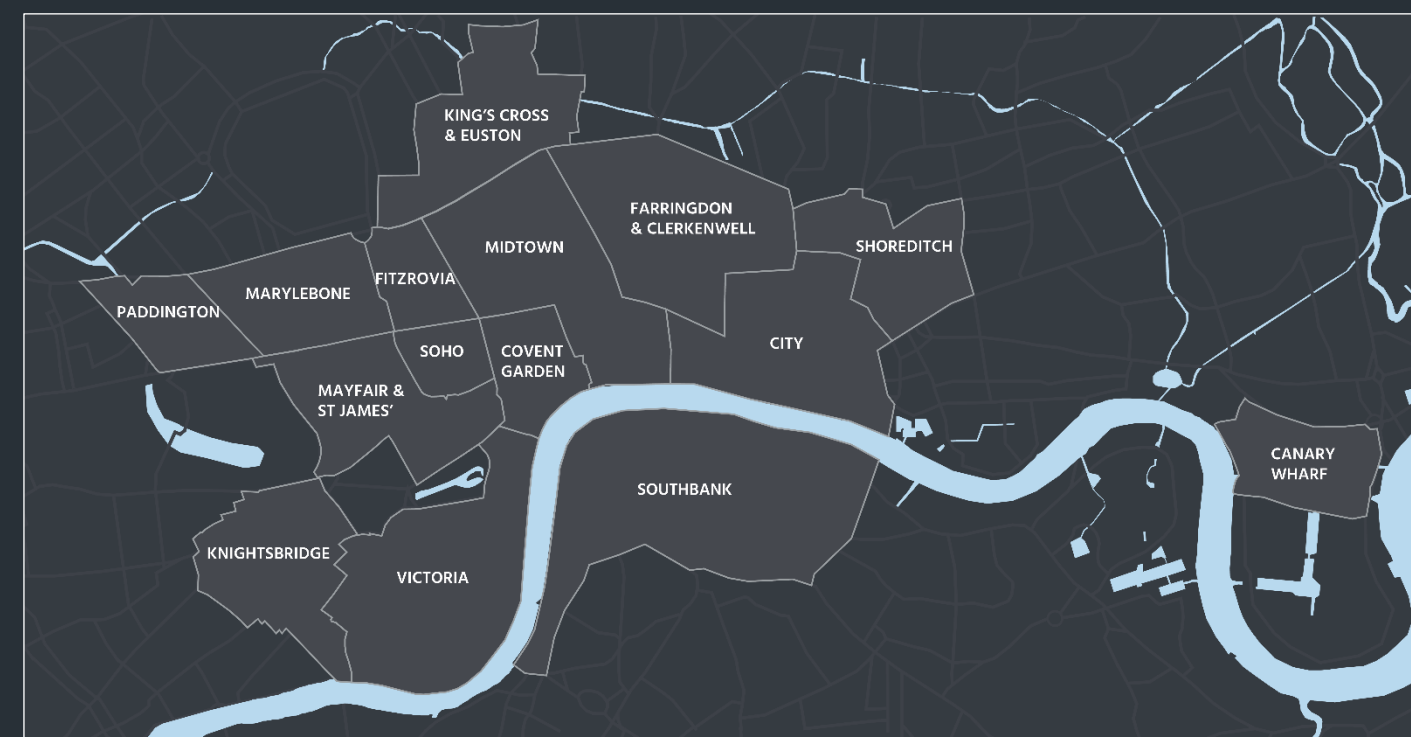 KING'S CROSS
& EUSTON
FARRINGDON
& CLERKENWELL
MIDTOWN
SHOREDITCH
FITZROVIA
MARYLEBONE
PADDINGTON
CITY
SOHO
COVENT
GARDEN
MAYFAIR &
ST JAMES'
CANARY
WHARF
SOUTHBANK
KNIGHTSBRIDGE
VICTORIA